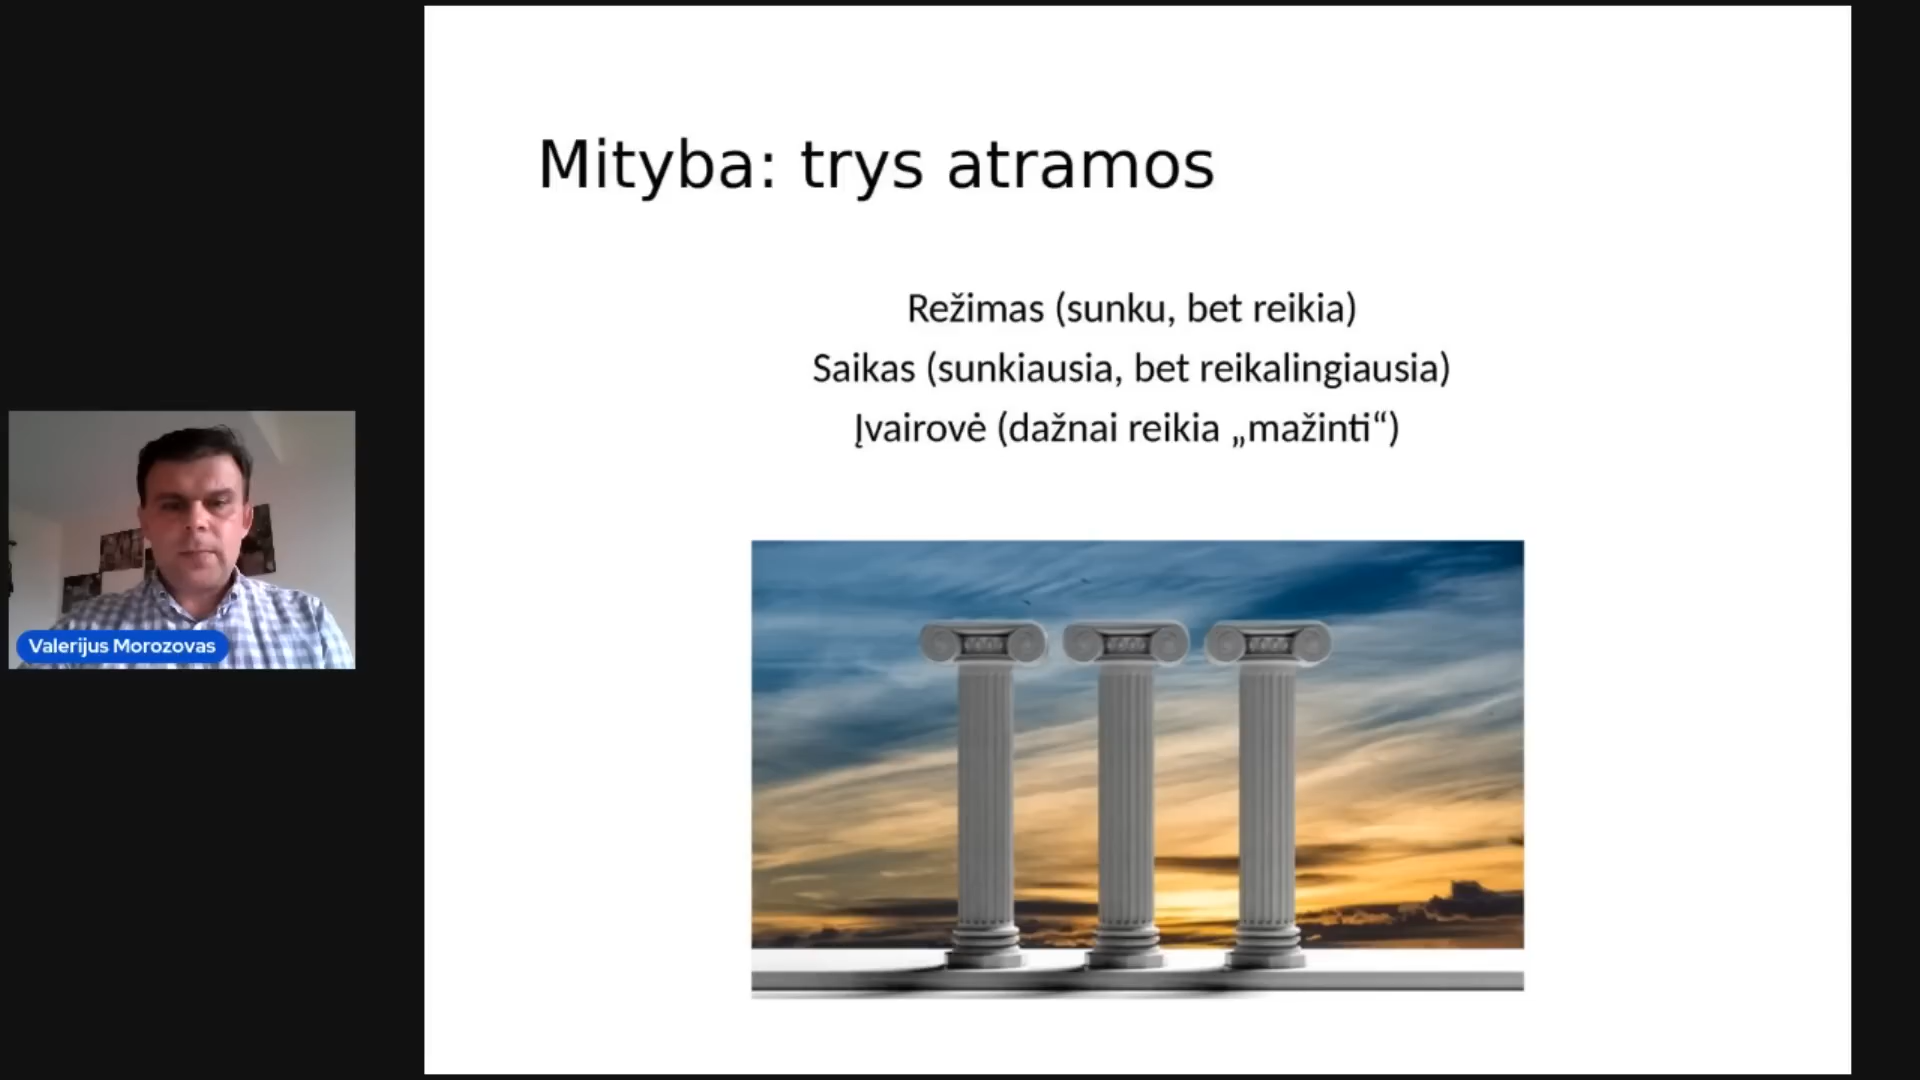 Mityba: trys atramos
Režimas (sunku, bet reikia)
Saikas (sunkiausia, bet reikalingiausia)
Įvairovė (dažnai reikia „mažinti“)
Valerijus Morozovas